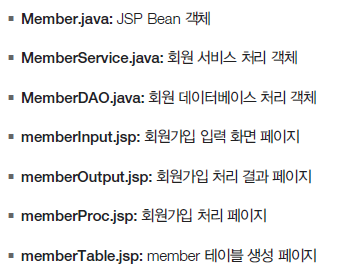 ▪ Member.java: JSP Bean 객체
▪ MemberService.java: 회원 서비스 처리 객체
▪ MemberDAO.java: 회원 데이터베이스 처리 객체
▪ memberInput.jsp: 회원가입 입력 화면 페이지
▪ memberOutput.jsp: 회원가입 처리 결과 페이지
▪ memberProc.jsp: 회원가입 처리 페이지
▪ memberTable.jsp: member 테이블 생성 페이지